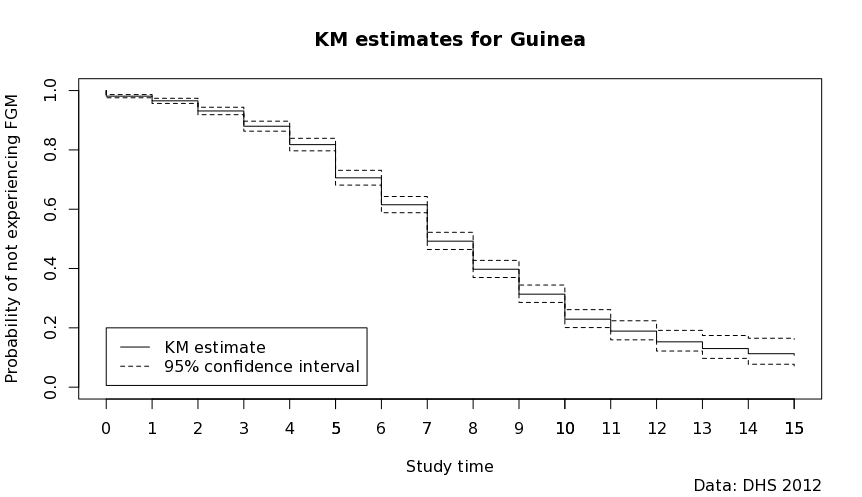 KM estimates for Guinea
Probability of not experiencing FGM
1.0
0.8
0.6
0.4
0.2
0.0
KM estimate
95% confidence interval
0 1 2 3 4 5 6 7 8 9 10 11 12 13 14 15
Study time
Data: DHS 2012